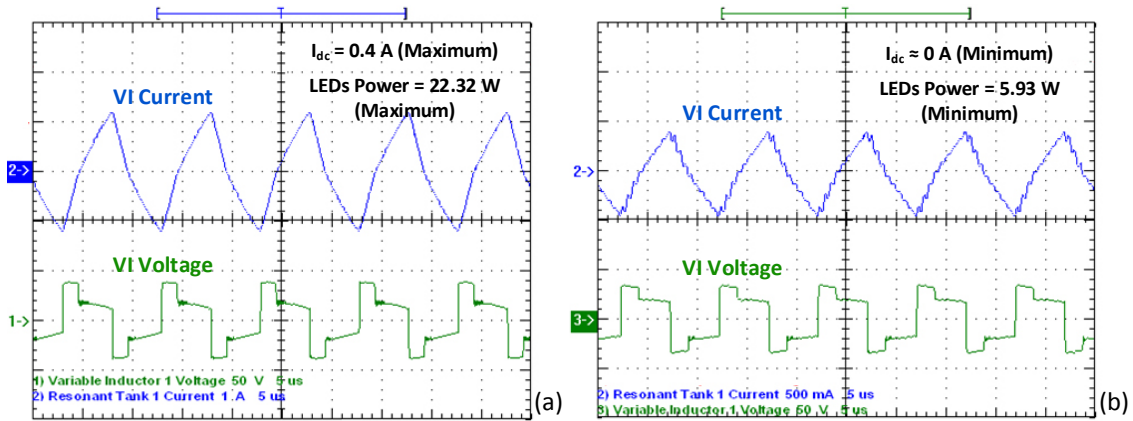 I_dc = 0.4 A (Maximum)
LEDs Power = 22.32 W
(Maximum)
VI Current
2->
VI Voltage
1->
1) Variable Inductor 1 Voltage 50 V 5 us
2) Resonant Tank 1 Current 1 A 5 us
(a)
I_dc ≈ 0 A (Minimum)
LEDs Power = 5.93 W
(Minimum)
VI Current
2->
VI Voltage
3->
2) Resonant Tank 1 Current 500 mA 5 us
3) Variable Inductor 1 Voltage 50 V 5 us
(b)